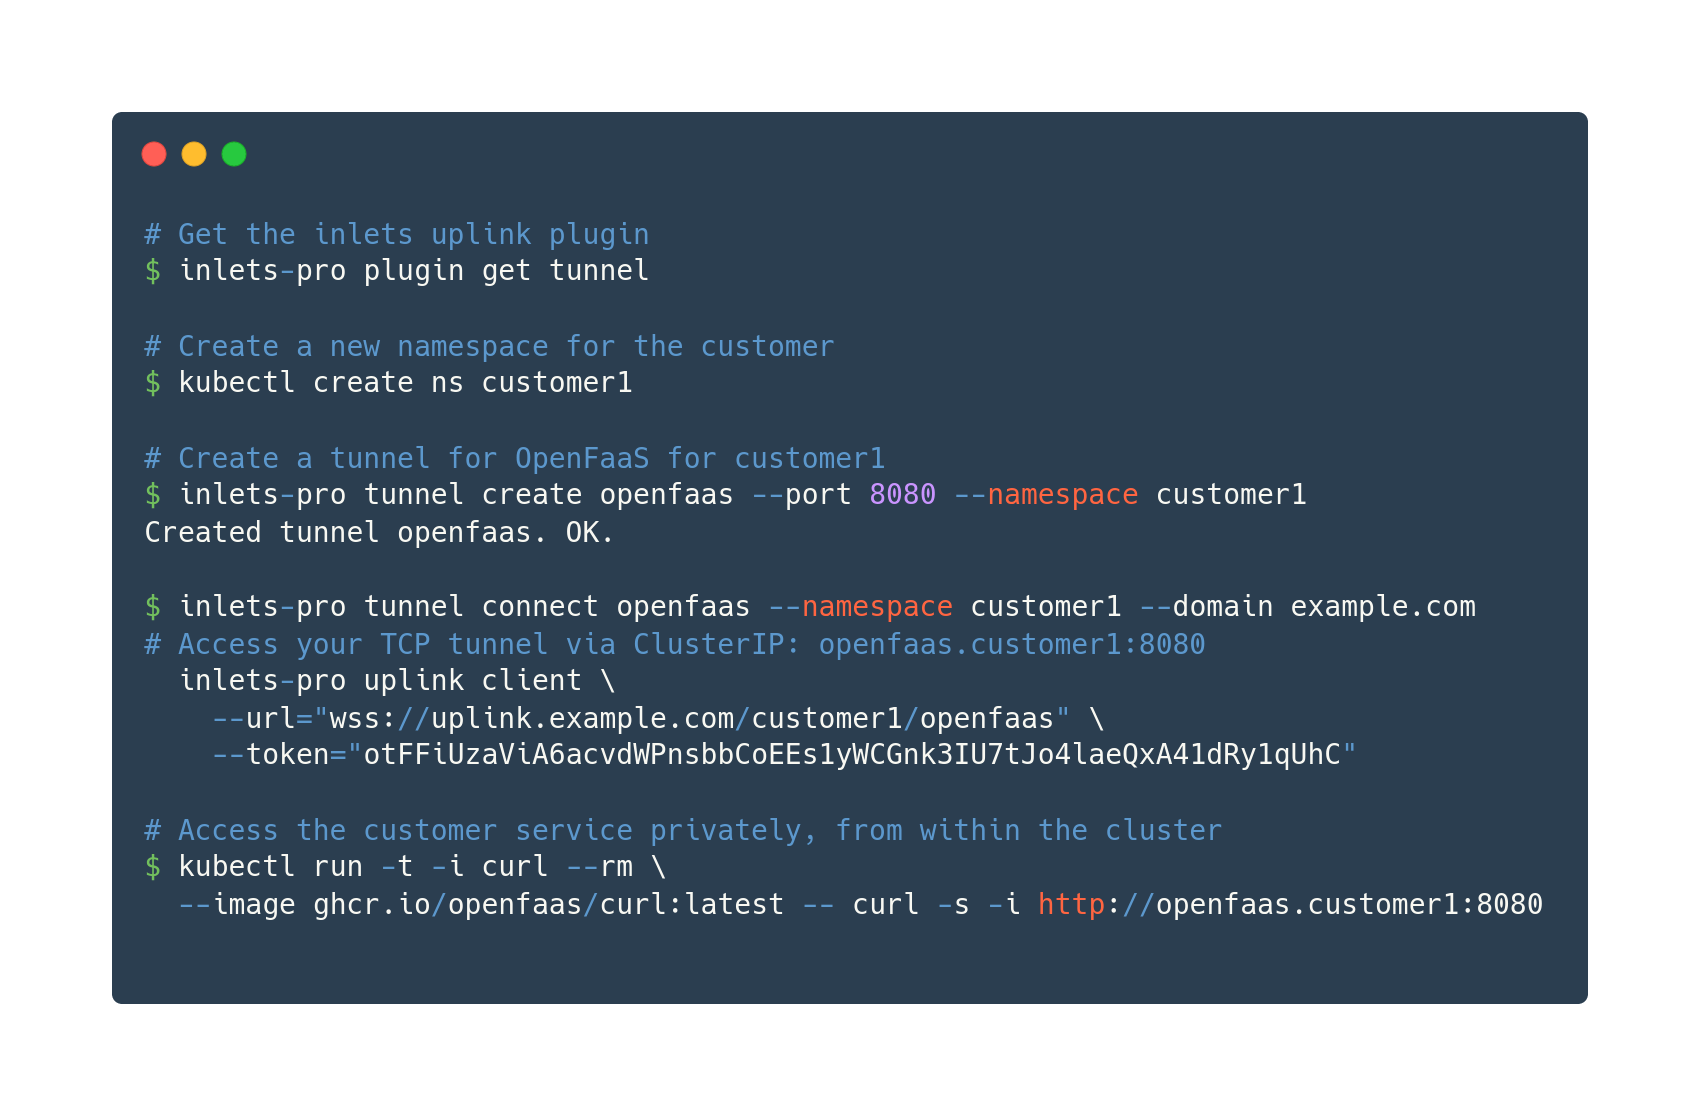 # Get the inlets uplink plugin
$ inlets-pro plugin get tunnel
# Create a new namespace for the customer
$ kubectl create ns customer1
# Create a tunnel for OpenFaaS for customer1
$ inlets-pro tunnel create openfaas --port 8080 --namespace customer1
Created tunnel openfaas. OK.
$ inlets-pro tunnel connect openfaas --namespace customer1 --domain example.com
# Access your TCP tunnel via ClusterIP: openfaas.customer1:8080
inlets-pro uplink client \
--url="wss://uplink.example.com/customer1/openfaas" \
--token="otFFiUzaViA6acvdWPnsbbCoEEs1yWCGnk3IU7tJo4laeQxA41dRy1qUhC"
# Access the customer service privately, from within the cluster
$ kubectl run -t -i curl --rm \
--image ghcr.io/openfaas/curl:latest -- curl -s -i http://openfaas.customer1:8080